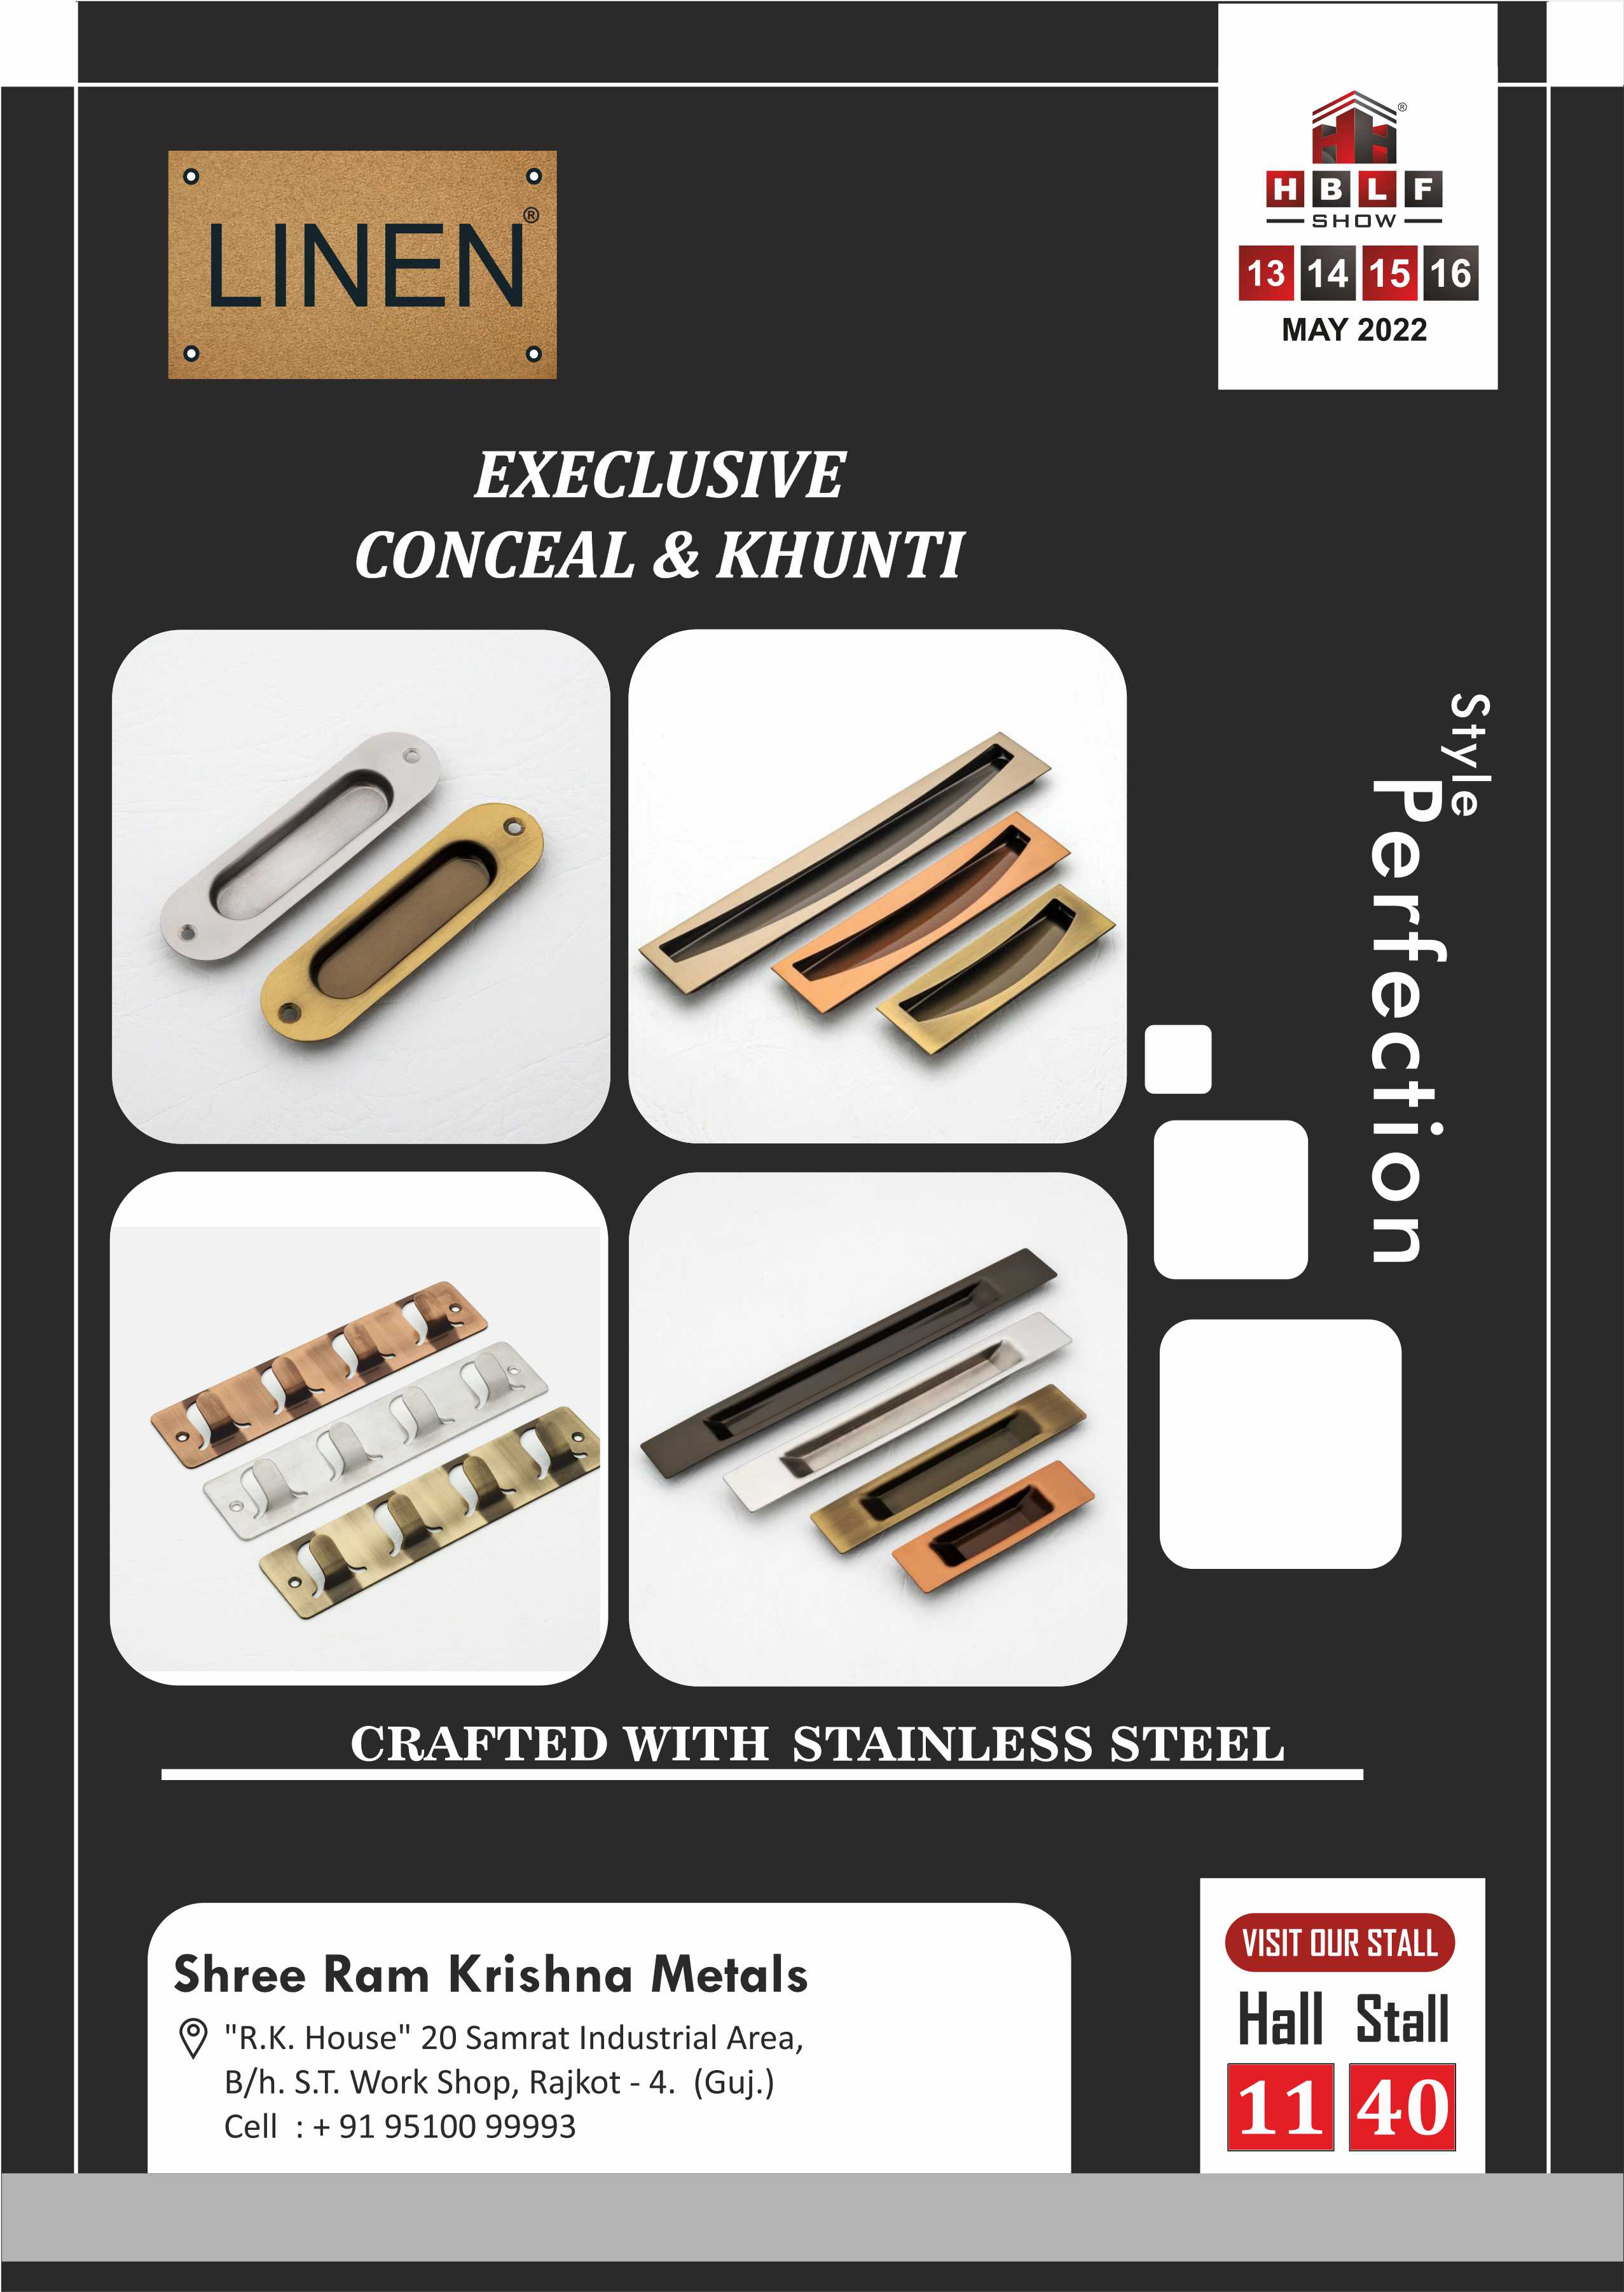 LINEN®
®
HBLF
SHOW
13 14 15 16
MAY 2022
EXECLUSIVE
CONCEAL & KHUNTI
Style
Perfection
CRAFTED WITH STAINLESS STEEL
Shree Ram Krishna Metals
"R.K. House" 20 Samrat Industrial Area,
B/h. S.T. Work Shop, Rajkot - 4. (Guj.)
Cell : + 91 95100 99993
VISIT OUR STALL
Hall Stall
11 40